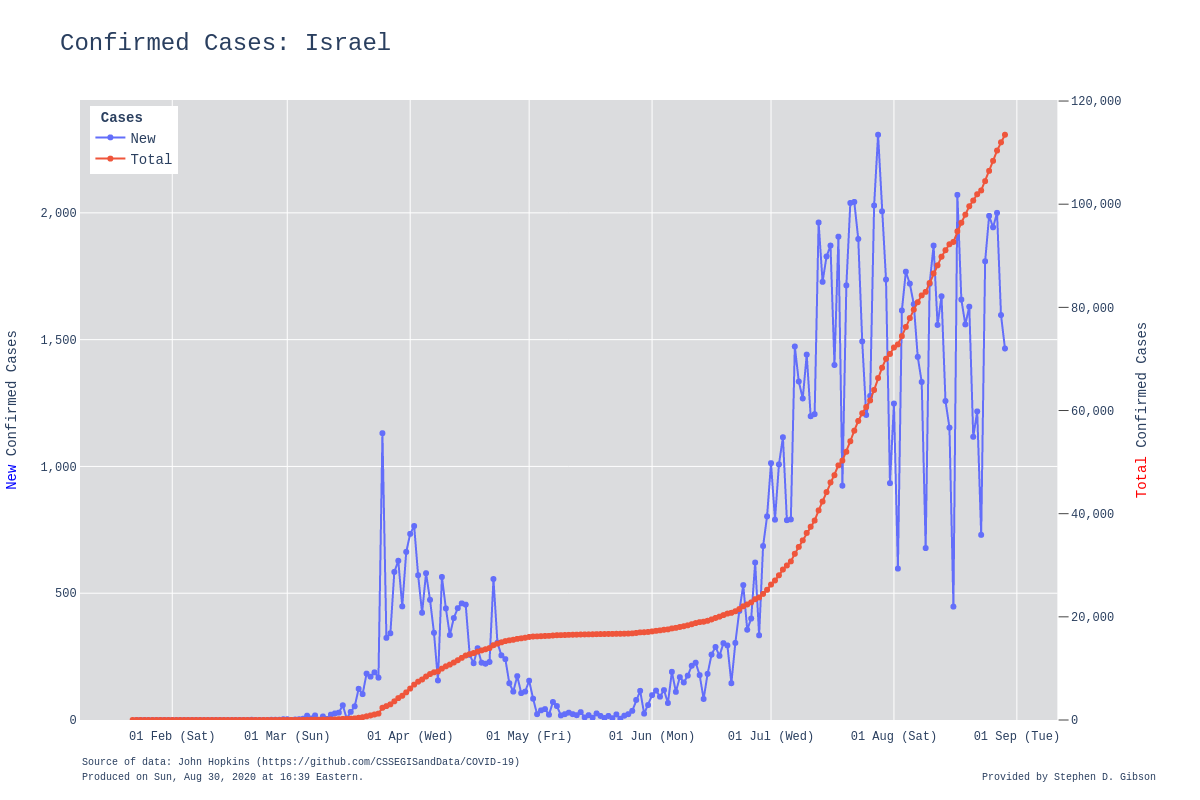 Confirmed Cases: Israel
Cases
New
Total
120,000
100,000
80,000
60,000
40,000
20,000
0
2,000
1,500
1,000
500
0
New Confirmed Cases
Total Confirmed Cases
01 Feb (Sat)
01 Mar (Sun)
01 Apr (Wed)
01 May (Fri)
01 Jun (Mon)
01 Jul (Wed)
01 Aug (Sat)
01 Sep (Tue)
Source of data: John Hopkins (https://github.com/CSSEGISandData/COVID-19)
Produced on Sun, Aug 30, 2020 at 16:39 Eastern.
Provided by Stephen D. Gibson